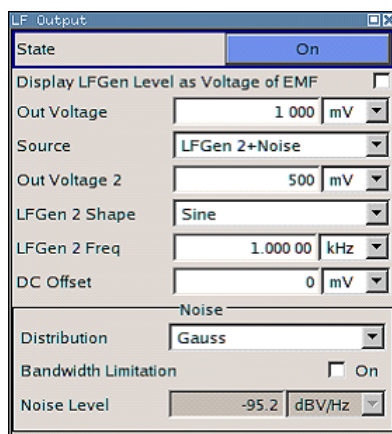 LF Output
State On
Display LFGen Level as Voltage of EMF
Out Voltage 1 000 mV
Source LFGen 2+Noise
Out Voltage 2 500 mV
LFGen 2 Shape Sine
LFGen 2 Freq 1.000 00 kHz
DC Offset 0 mV
Noise
Distribution Gauss
Bandwidth Limitation On
Noise Level -95.2 dBV/Hz